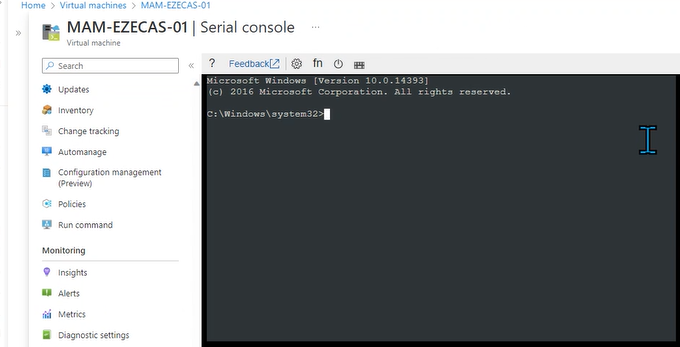 Home > Virtual machines > MAM-EZECAS-01
MAM-EZECAS-01 | Serial console ...
Virtual machine
Search
Updates
Inventory
Change tracking
Automanage
Configuration management
(Preview)
Policies
Run command
Monitoring
Insights
Alerts
Metrics
Diagnostic settings
? Feedback fn
Microsoft Windows [Version 10.0.14393]
(c) 2016 Microsoft Corporation. All rights reserved.
C:\Windows\system32>